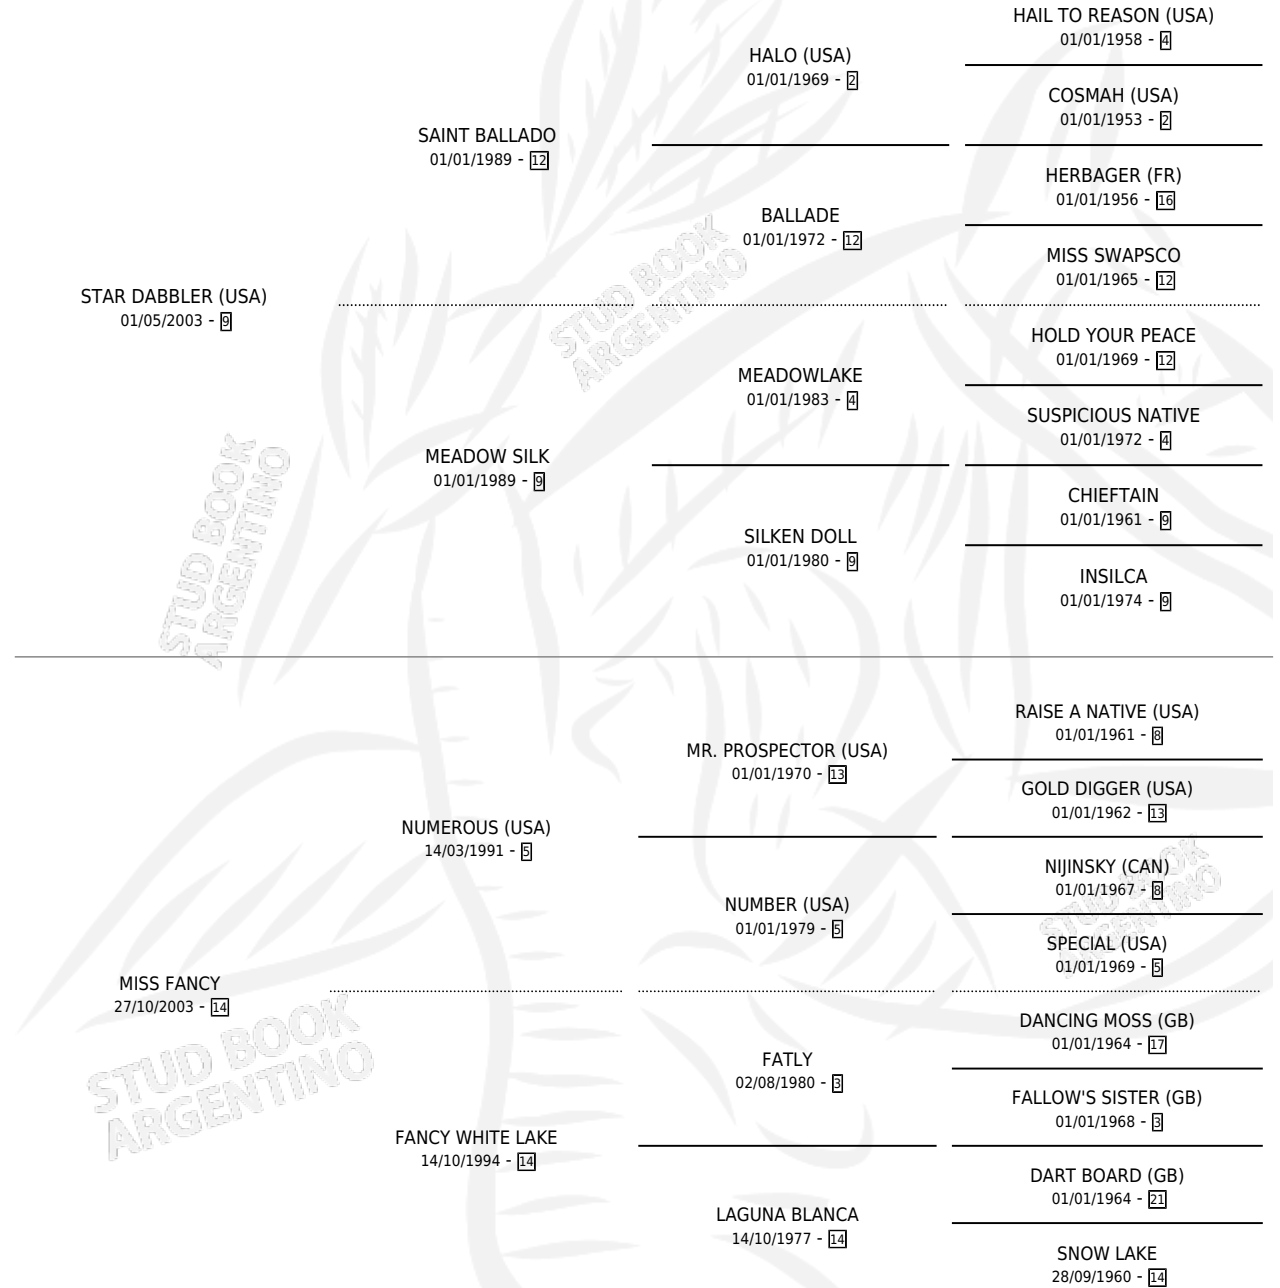 HAIL TO REASON (USA)
01/01/1958 - 4
HALO (USA)
01/01/1969 - 2
COSMAH (USA)
01/01/1953 - 2
SAINT BALLADO
01/01/1989 - 12
HERBAGER (FR)
01/01/1956 - 16
BALLADE
01/01/1972 - 12
MISS SWAPSCO
01/01/1965 - 12
STAR DABBLER (USA)
01/05/2003 - 9
STUD BOOK
ARGENTINO
HOLD YOUR PEACE
01/01/1969 - 12
MEADOWLAKE
01/01/1983 - 4
SUSPICIOUS NATIVE
01/01/1972 - 4
MEADOW SILK
01/01/1989 - 9
CHIEFTAIN
01/01/1961 - 9
SILKEN DOLL
01/01/1980 - 9
INSILCA
01/01/1974 - 9
STUD BOOK
ARGENTINO
RAISE A NATIVE (USA)
01/01/1961 - 8
MR. PROSPECTOR (USA)
01/01/1970 - 13
GOLD DIGGER (USA)
01/01/1962 - 13
NUMEROUS (USA)
14/03/1991 - 5
NIJINSKY (CAN)
01/01/1967 - 8
NUMBER (USA)
01/01/1979 - 5
STUD BOOK
ARGENTINO
SPECIAL (USA)
01/01/1969 - 5
MISS FANCY
27/10/2003 - 14
DANCING MOSS (GB)
01/01/1964 - 17
FATLY
02/08/1980 - 3
STUD BOOK
ARGENTINO
FALLOW'S SISTER (GB)
01/01/1968 - 3
FANCY WHITE LAKE
14/10/1994 - 14
DART BOARD (GB)
01/01/1964 - 21
LAGUNA BLANCA
14/10/1977 - 14
SNOW LAKE
28/09/1960 - 14